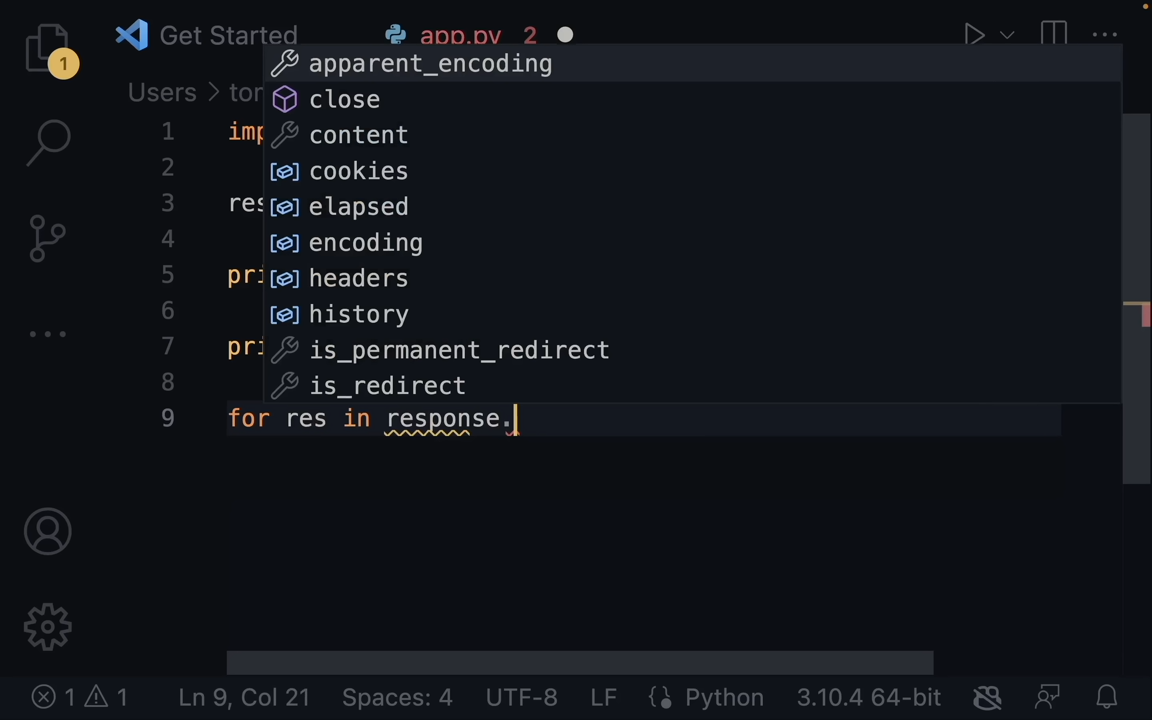 Get Started app.py 2
1
apparent_encoding
Users > tor
close
1 imp
content
2
cookies
3 res
elapsed
4
encoding
5 pri
headers
6
history
7 pri
is_permanent_redirect
8
is_redirect
9 for res in response.
1 1 Ln 9, Col 21 Spaces: 4 UTF-8 LF Python 3.10.4 64-bit